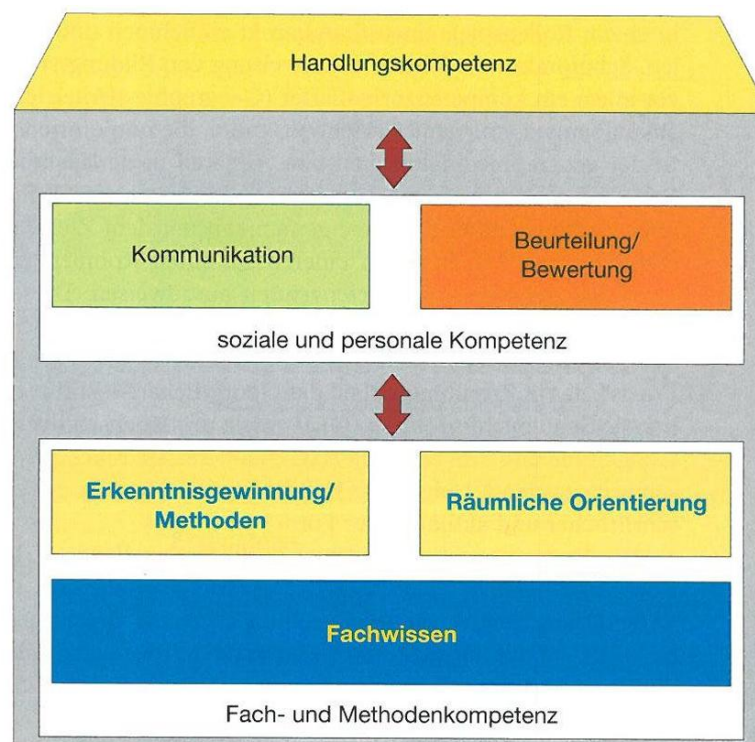 Handlungskompetenz
Kommunikation
Beurteilung/
Bewertung
soziale und personale Kompetenz
Erkenntnisgewinnung/
Methoden
Räumliche Orientierung
Fachwissen
Fach- und Methodenkompetenz